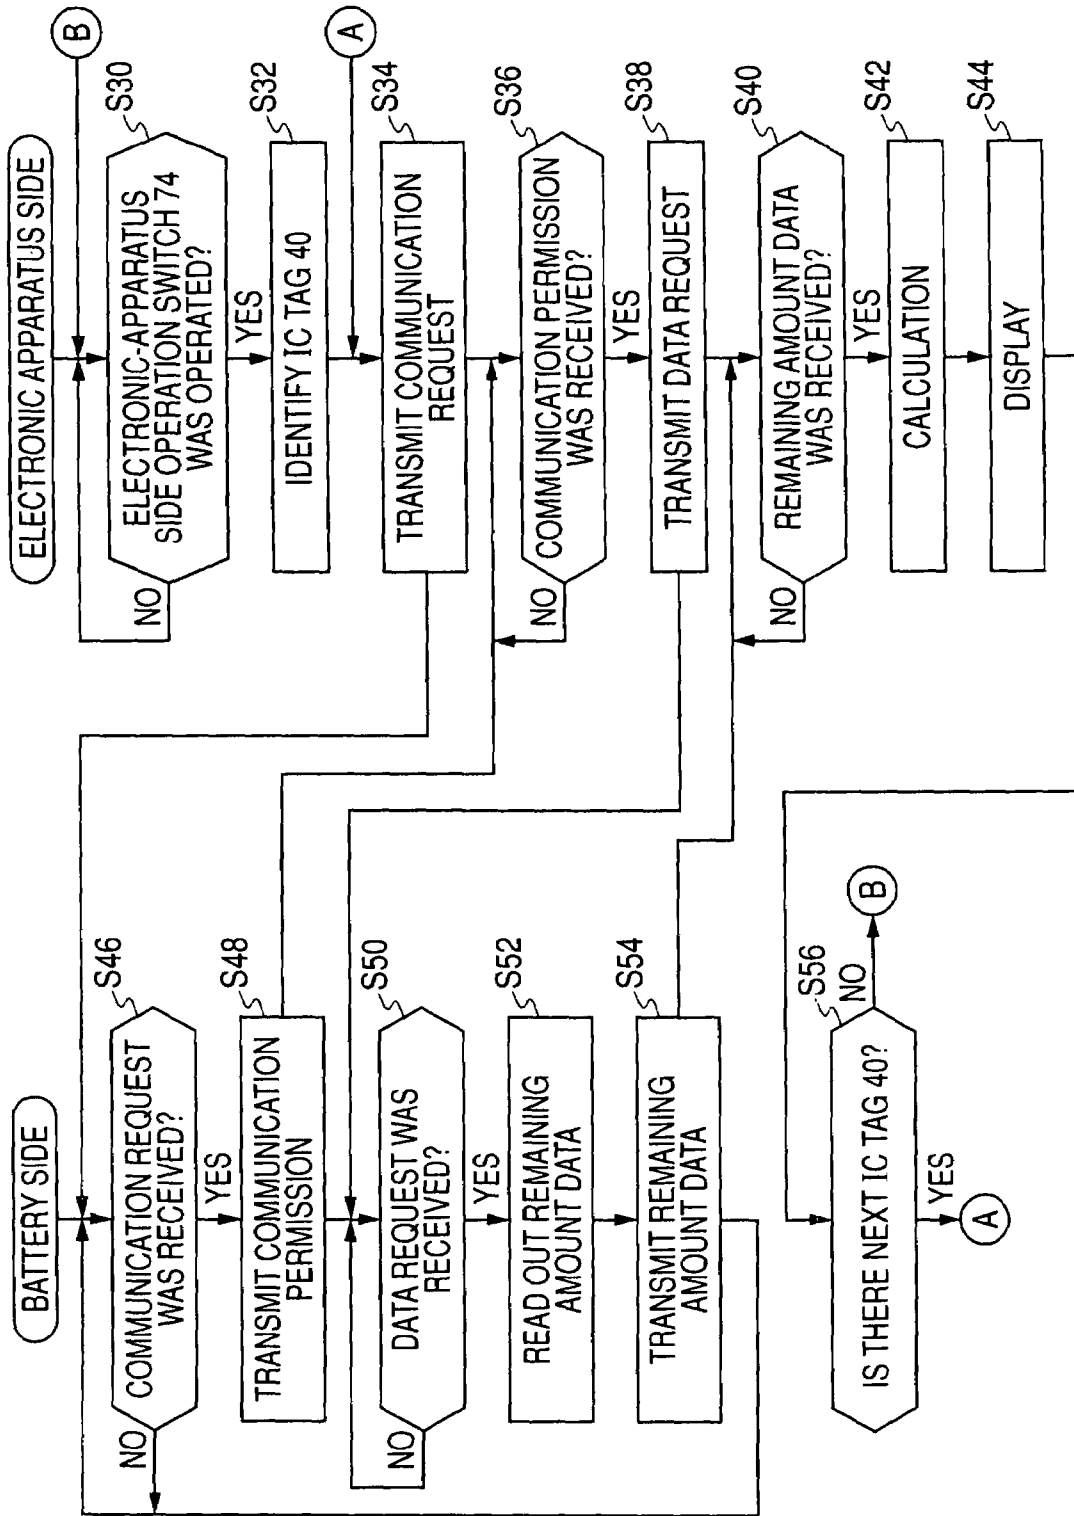 BATTERY SIDE
COMMUNICATION REQUEST
WAS RECEIVED?
S46
NO
YES
TRANSMIT COMMUNICATION
PERMISSION
S48
DATA REQUEST WAS
RECEIVED?
S50
NO
YES
READ OUT REMAINING
AMOUNT DATA
S52
TRANSMIT REMAINING
AMOUNT DATA
S54
IS THERE NEXT IC TAG 40?
S56
NO
B
YES
A
ELECTRONIC APPARATUS SIDE
B
ELECTRONIC-APPARATUS
SIDE OPERATION SWITCH 74
WAS OPERATED?
S30
NO
YES
IDENTIFY IC TAG 40
S32
A
TRANSMIT COMMUNICATION
REQUEST
S34
COMMUNICATION PERMISSION
WAS RECEIVED?
S36
NO
YES
TRANSMIT DATA REQUEST
S38
REMAINING AMOUNT DATA
WAS RECEIVED?
S40
NO
YES
CALCULATION
S42
DISPLAY
S44